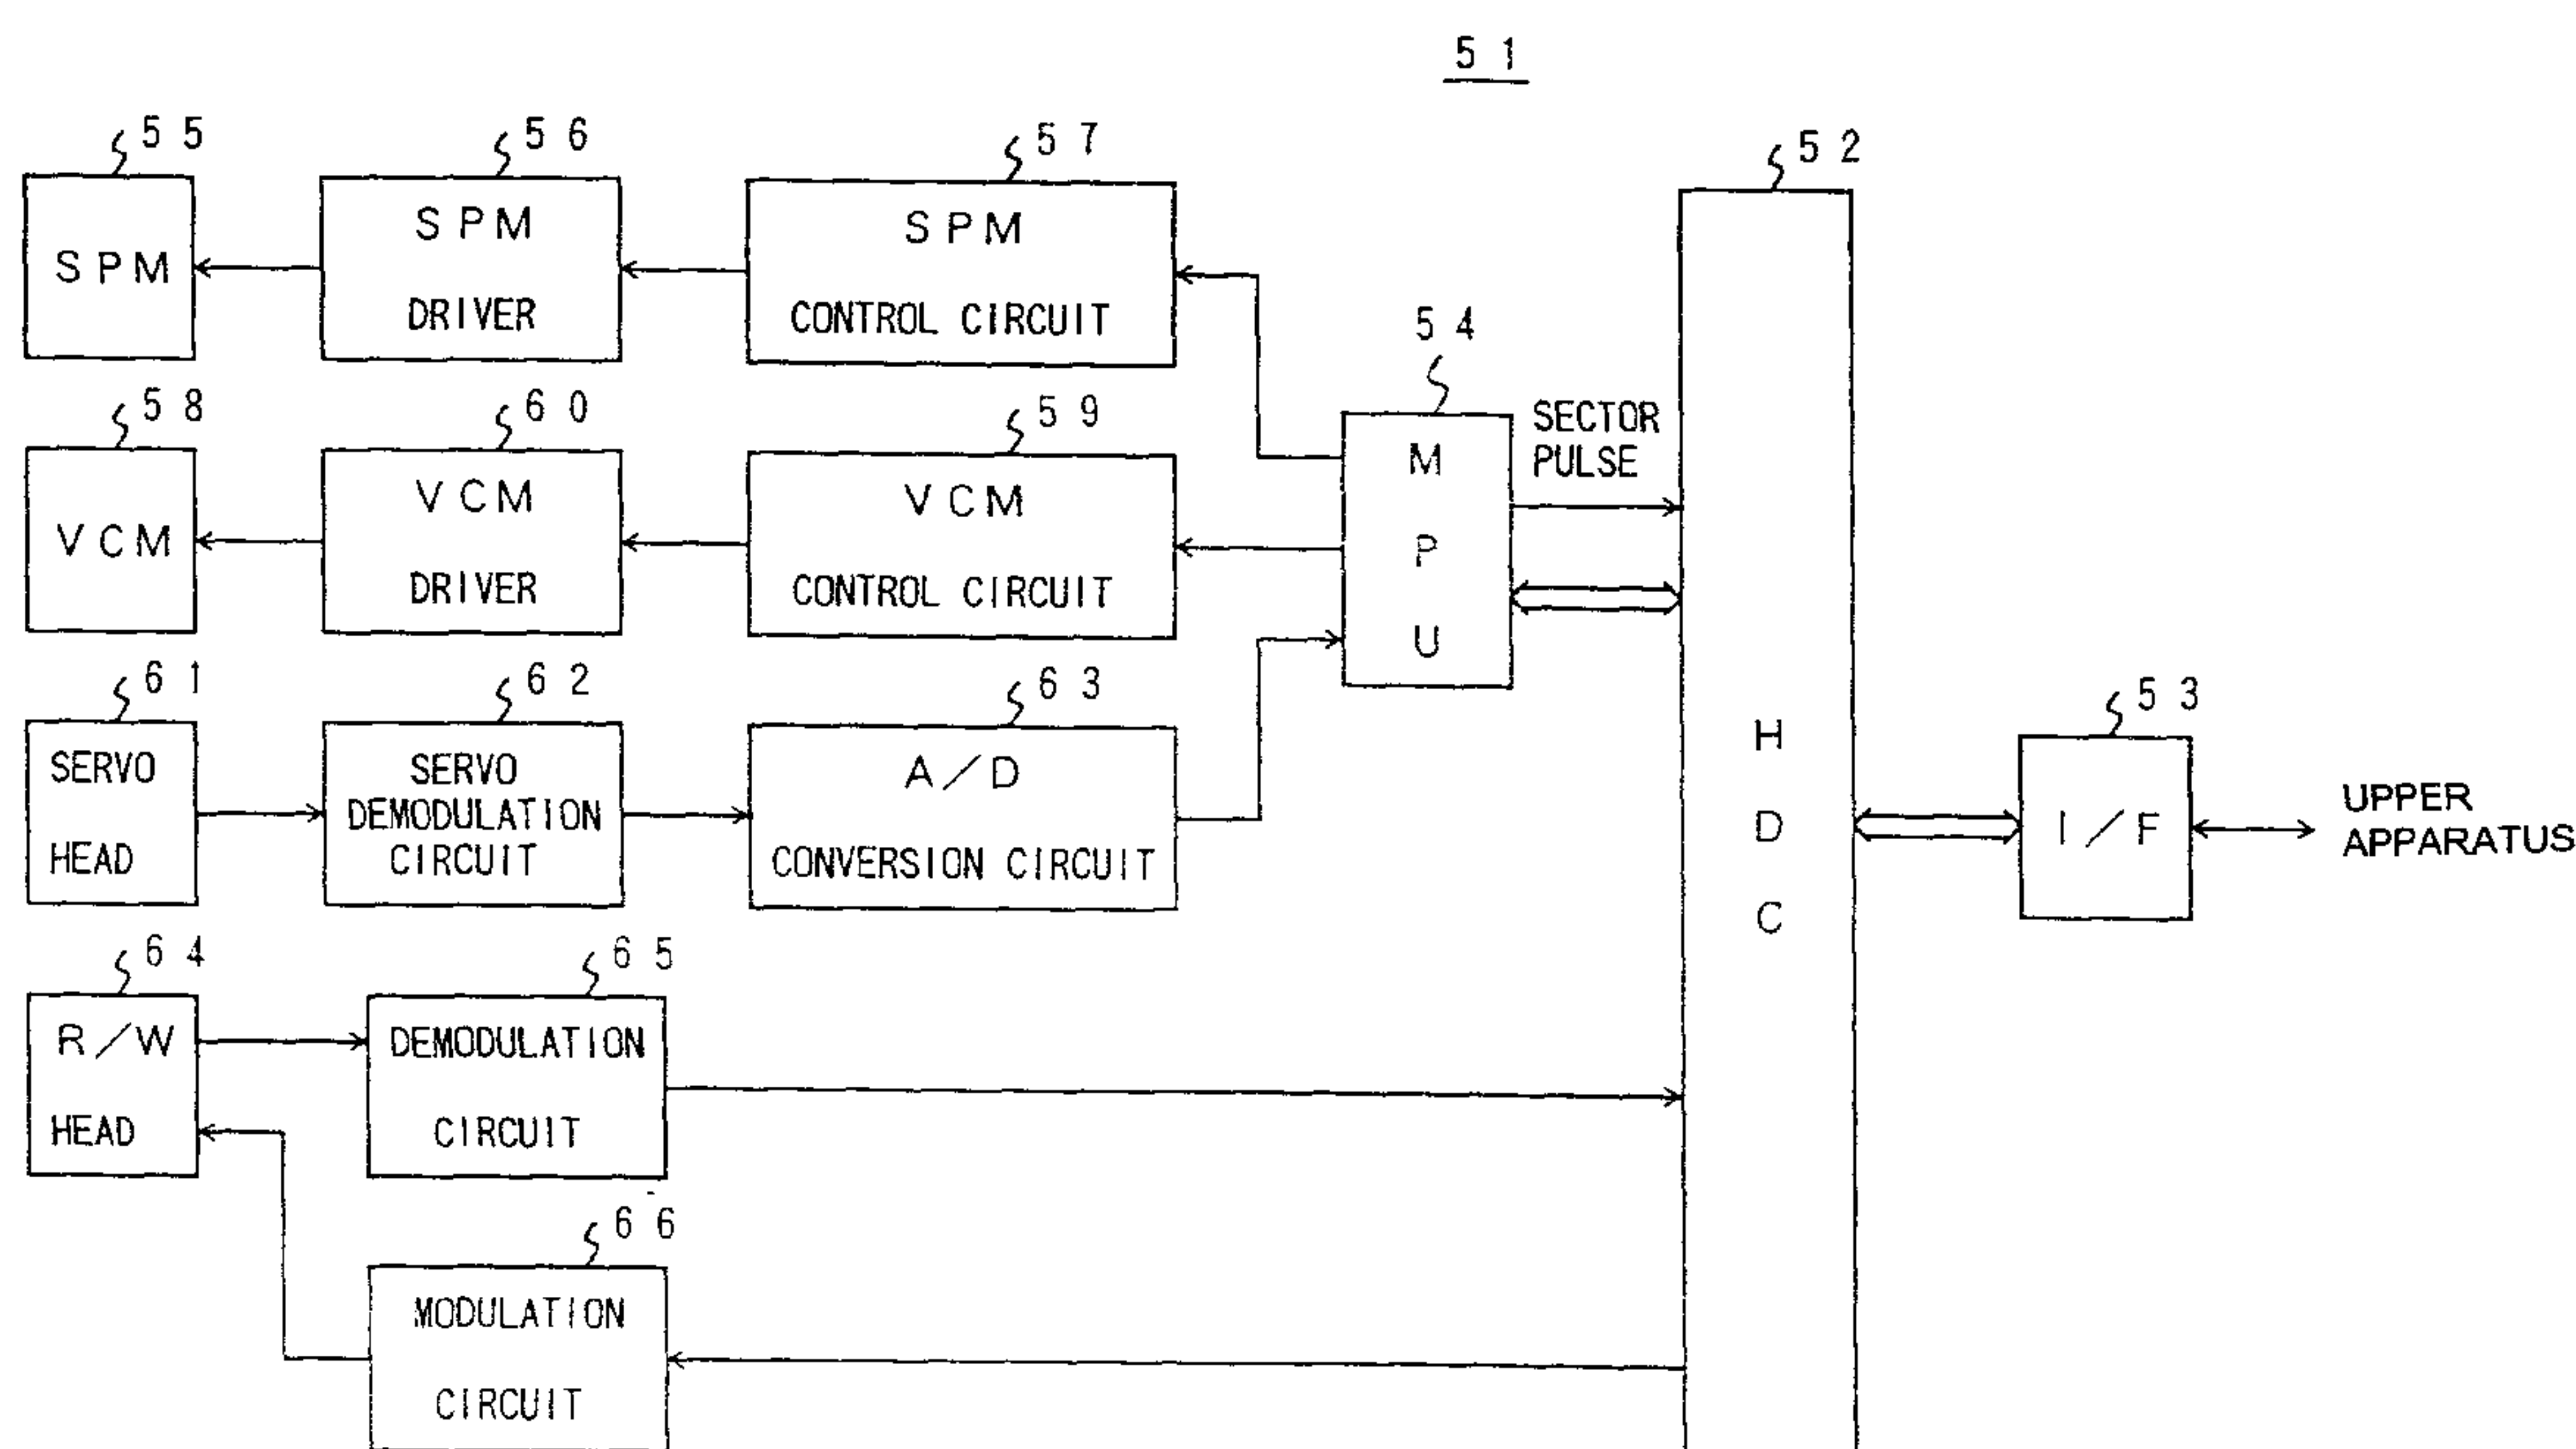 51
55
56
57
52
SPM
SPM
DRIVER
SPM
CONTROL CIRCUIT
54
58
60
59
SECTOR
PULSE
VCM
VCM
DRIVER
VCM
CONTROL CIRCUIT
M
P
U
61
62
63
53
SERVO
HEAD
SERVO
DEMODULATION
CIRCUIT
A/D
CONVERSION CIRCUIT
H
D
C
I/F
UPPER
APPARATUS
64
65
R/W
HEAD
DEMODULATION
CIRCUIT
66
MODULATION
CIRCUIT